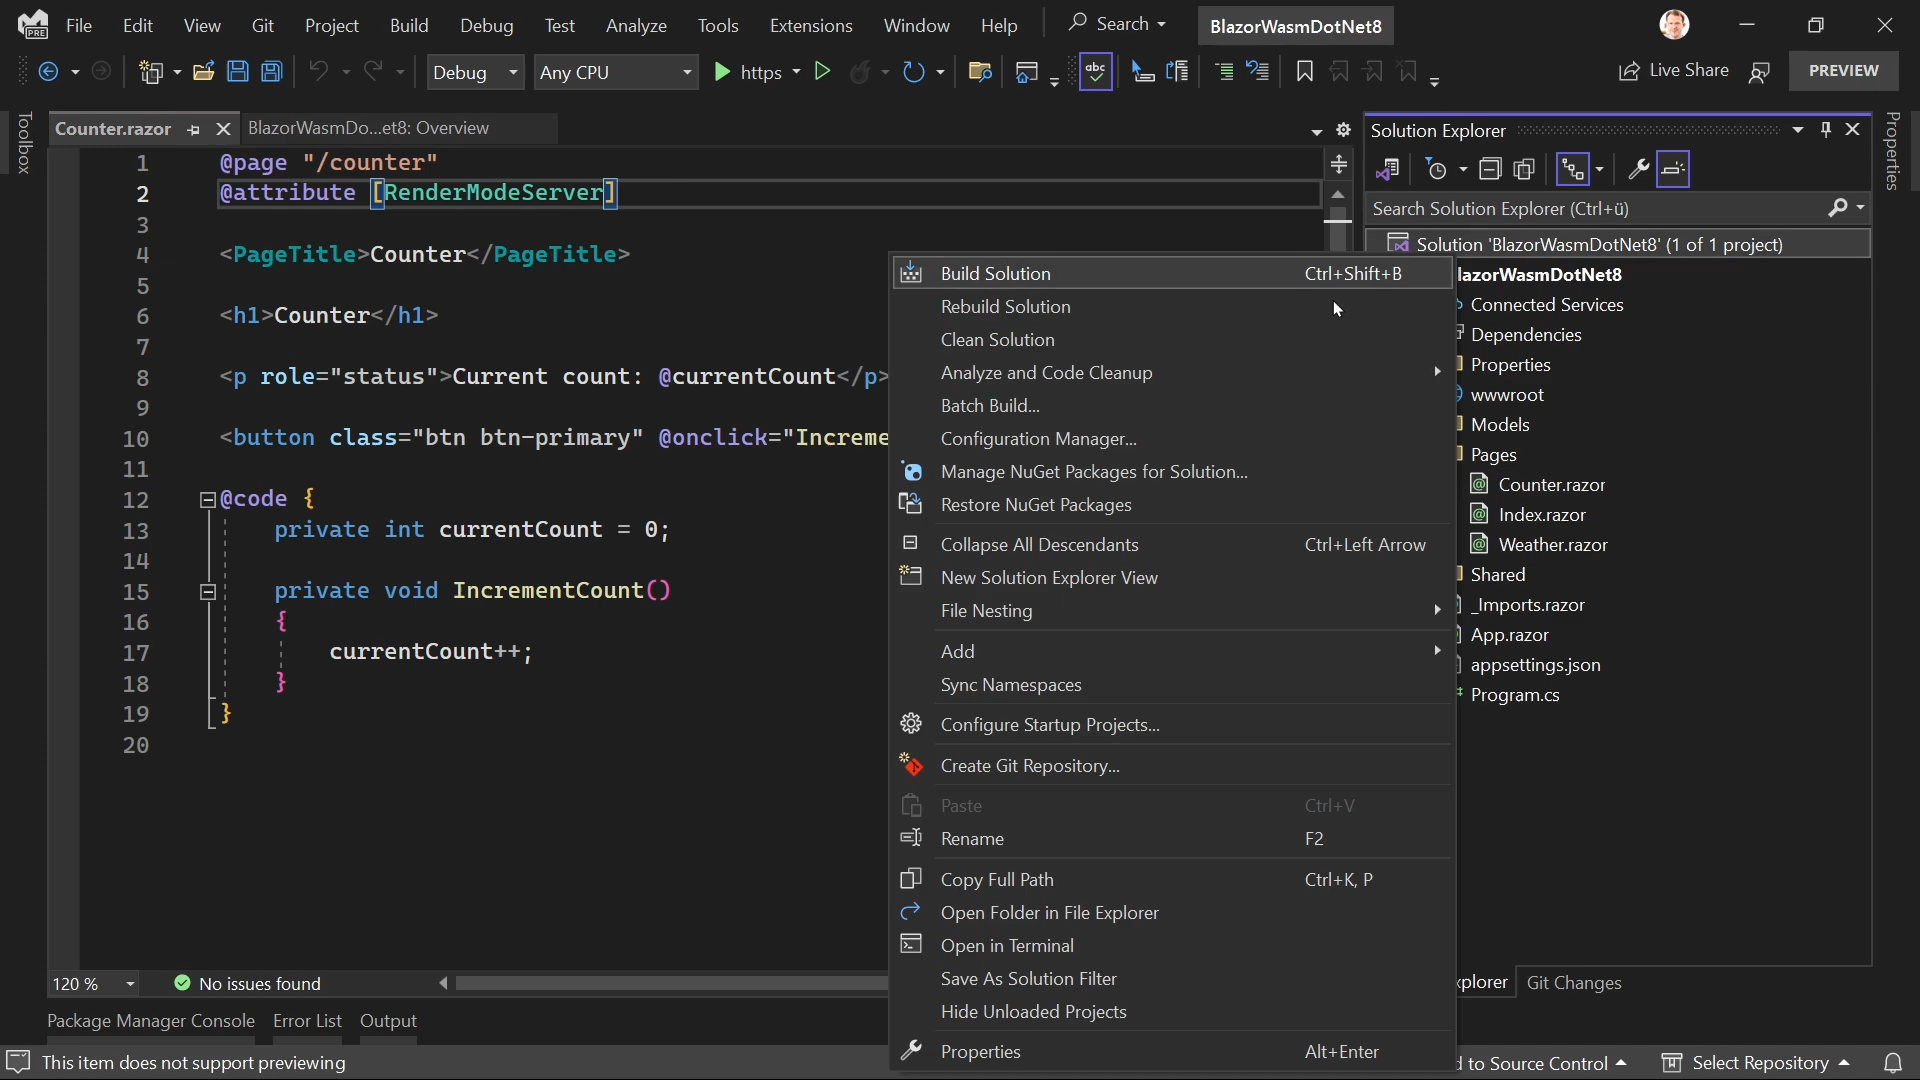 PRE File Edit View Git Project Build Debug Test Analyze Tools Extensions Window Help Search BlazorWasmDotNet8
Debug Any CPU https abc Live Share PREVIEW
Toolbox
Counter.razor BlazorWasmDo...et8: Overview
1 @page "/counter"
2 @attribute [RenderModeServer]
3
4 <PageTitle>Counter</PageTitle>
5
6 <h1>Counter</h1>
7
8 <p role="status">Current count: @currentCount</p>
9
10 <button class="btn btn-primary" @onclick="Increme
11
12 @code {
13 private int currentCount = 0;
14
15 private void IncrementCount()
16 {
17 currentCount++;
18 }
19 }
20
120 % No issues found
Package Manager Console Error List Output
This item does not support previewing
Build Solution Ctrl+Shift+B
Rebuild Solution
Clean Solution
Analyze and Code Cleanup
Batch Build...
Configuration Manager...
Manage NuGet Packages for Solution...
Restore NuGet Packages
Collapse All Descendants Ctrl+Left Arrow
New Solution Explorer View
File Nesting
Add
Sync Namespaces
Configure Startup Projects...
Create Git Repository...
Paste Ctrl+V
Rename F2
Copy Full Path Ctrl+K, P
Open Folder in File Explorer
Open in Terminal
Save As Solution Filter
Hide Unloaded Projects
Properties Alt+Enter
Solution Explorer
Search Solution Explorer (Ctrl+ü)
Solution 'BlazorWasmDotNet8' (1 of 1 project)
lazorWasmDotNet8
Connected Services
Dependencies
Properties
wwwroot
Models
Pages
Counter.razor
Index.razor
Weather.razor
Shared
_Imports.razor
App.razor
appsettings.json
Program.cs
xplorer Git Changes
d to Source Control Select Repository
Properties